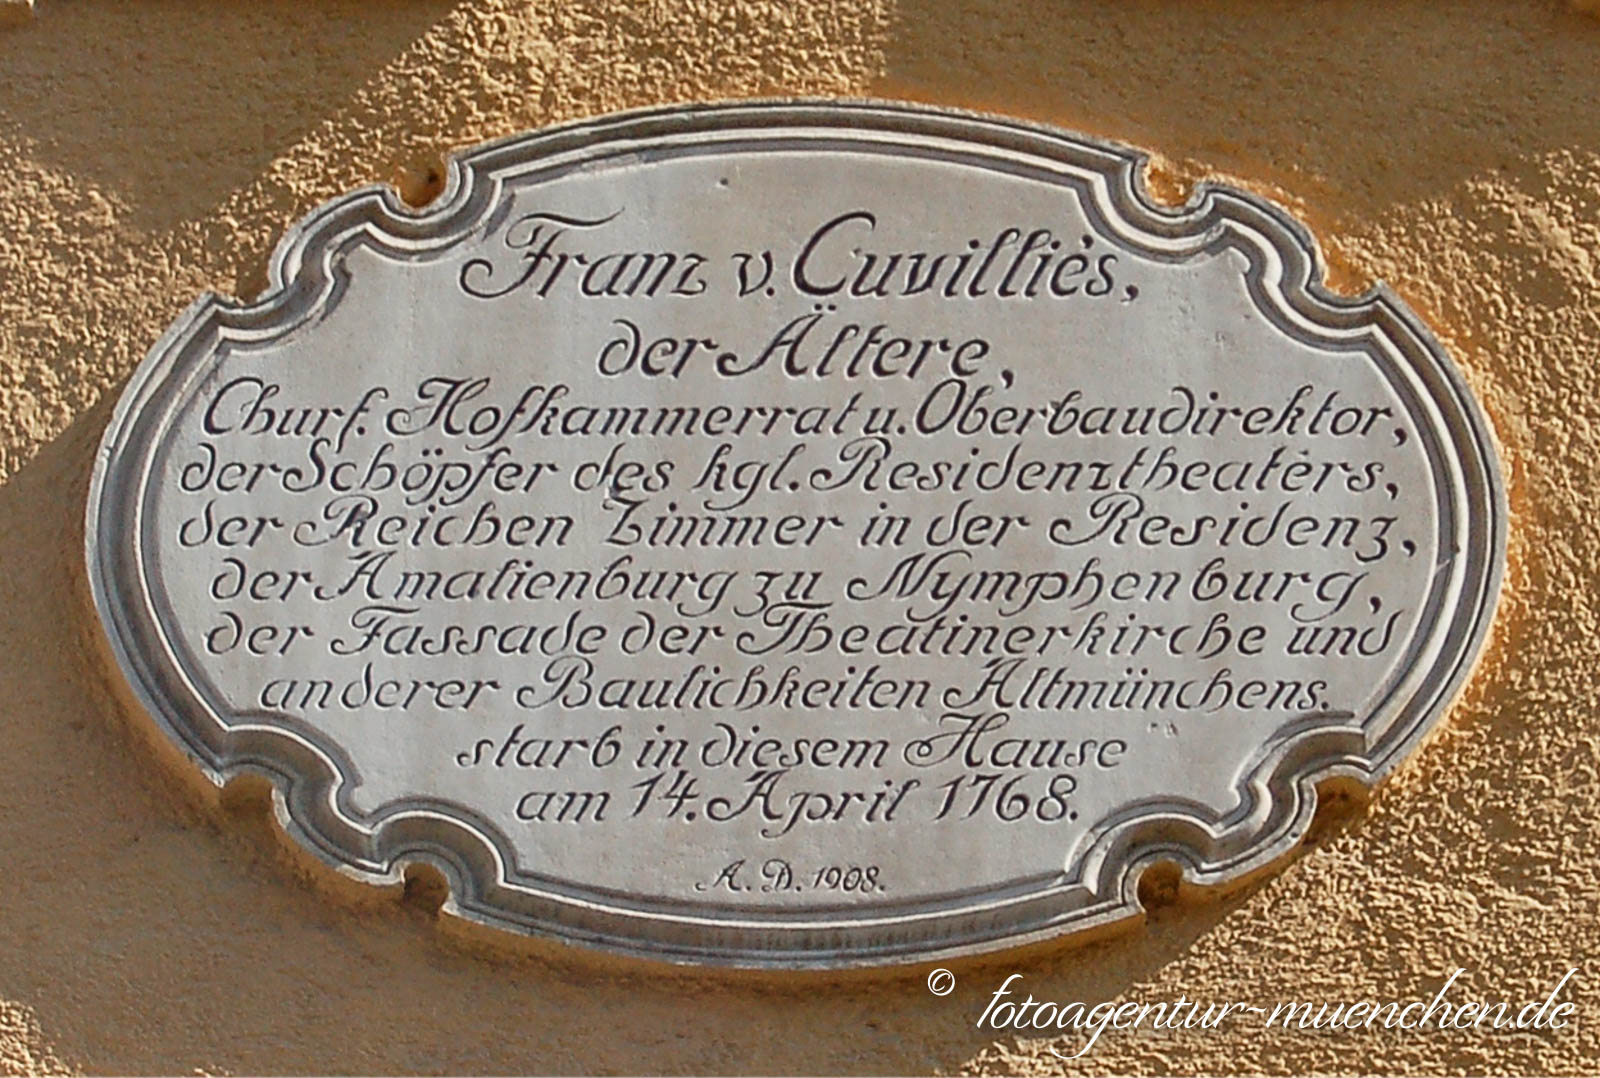 Franz v. Cuvilliès,
der Ältere,
Churf. Hofkammerrat u. Oberbaudirektor,
der Schöpfer des kgl. Residenztheaters,
der Reichen Zimmer in der Residenz,
der Amalienburg zu Nymphenburg,
der Fassade der Theatinerkirche und
anderer Baulichkeiten Altmünchens.
starb in diesem Hause
am 14. April 1768.
A. D. 1908.
© fotoagentur-muenchen.de